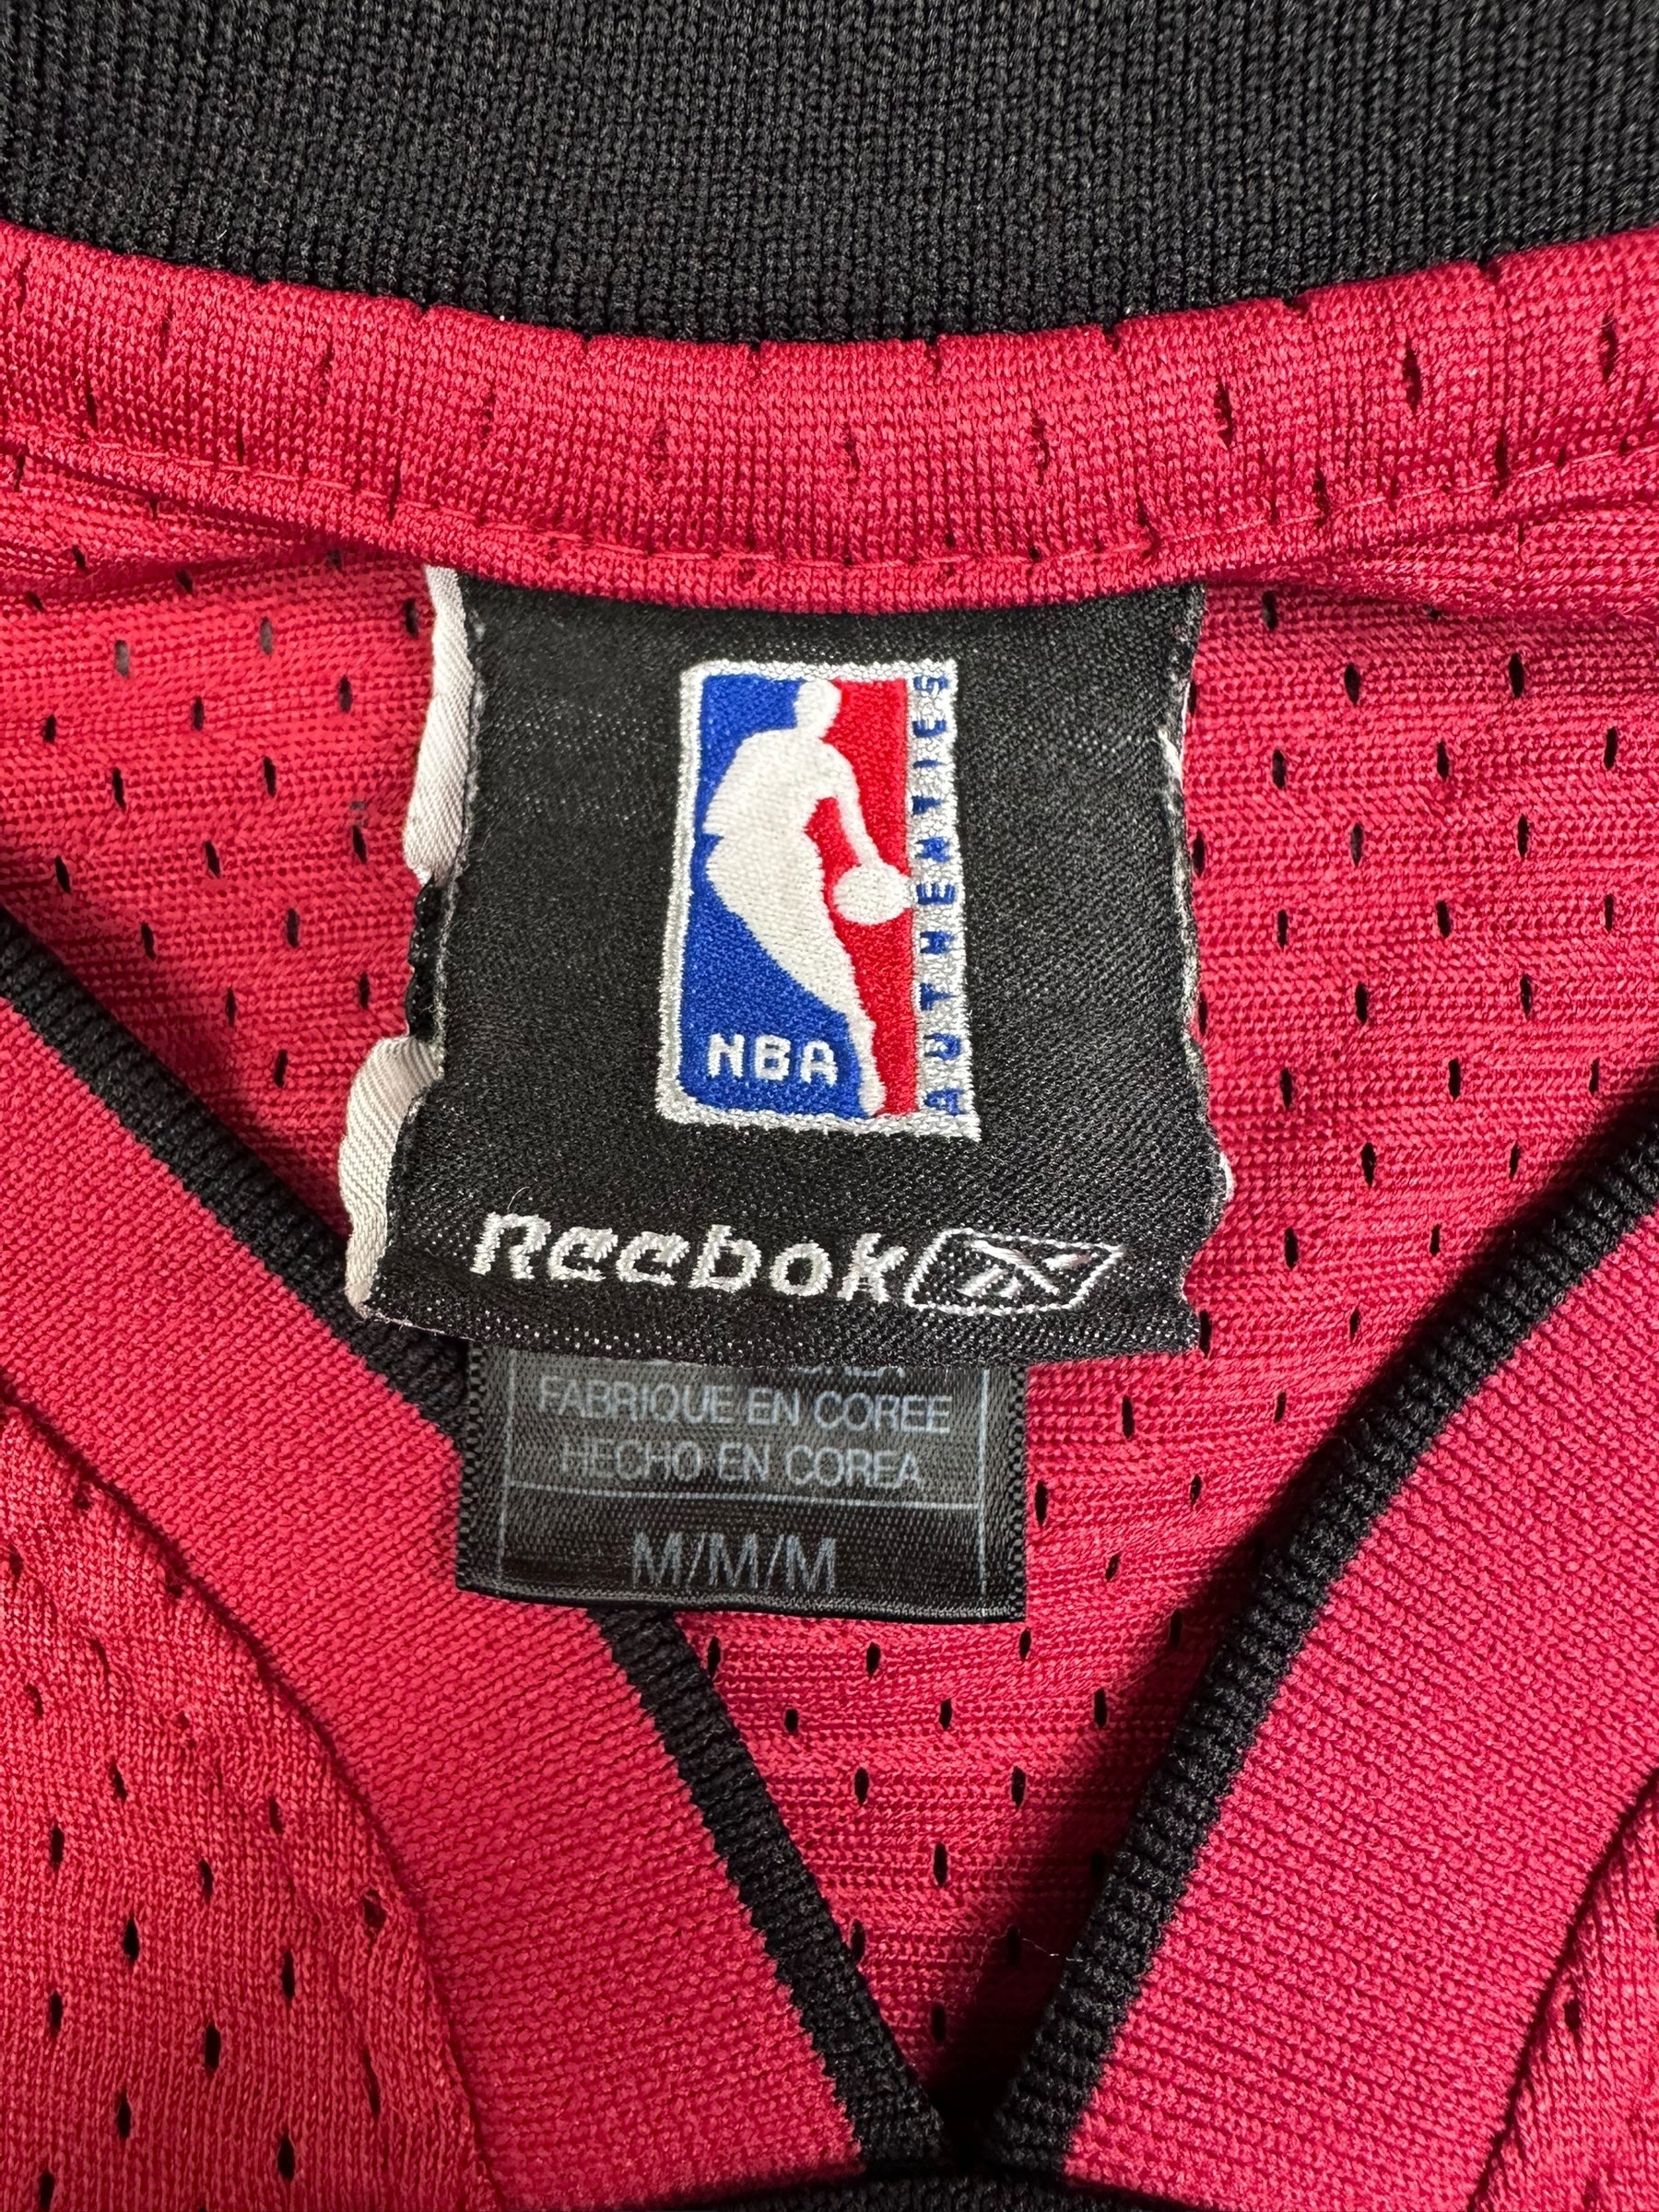 NBA
AUTHENTICS
Reebok
FABRIQUE EN COREE
HECHO EN COREA
M/M/M